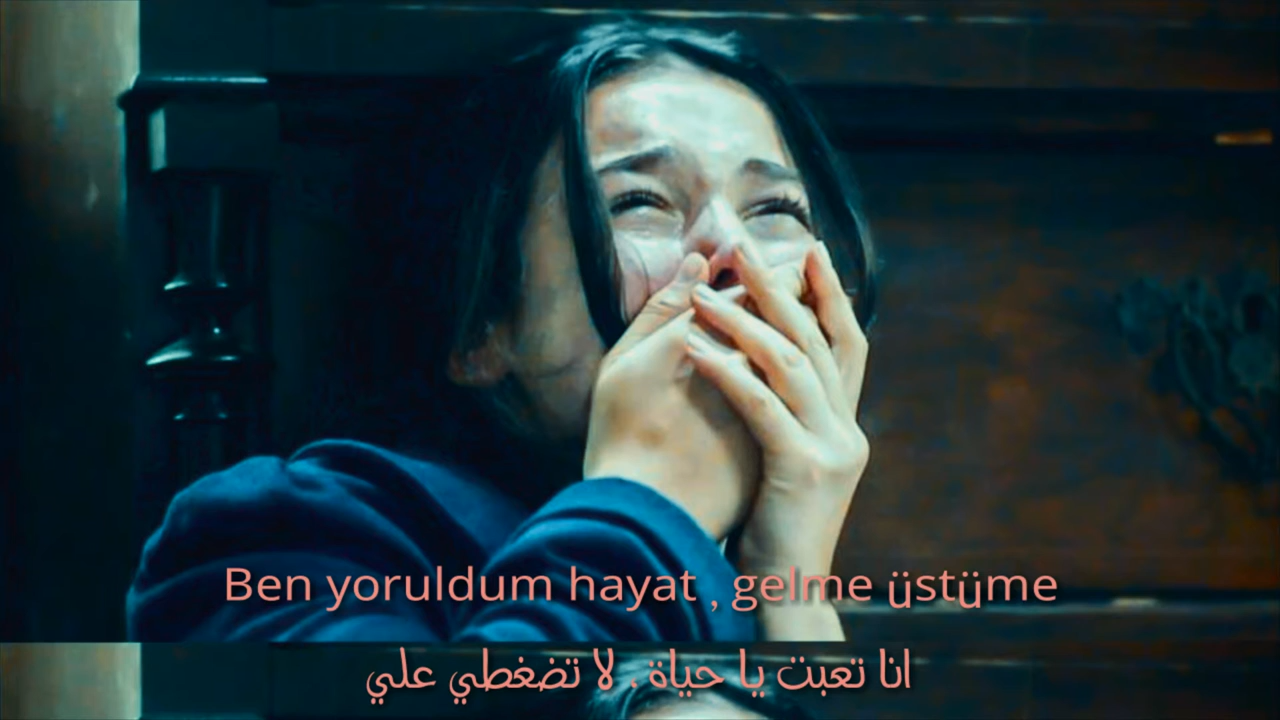 Ben yoruldum hayat , gelme üstüme
انا تعبت يا حياة ، لا تضغطي علي